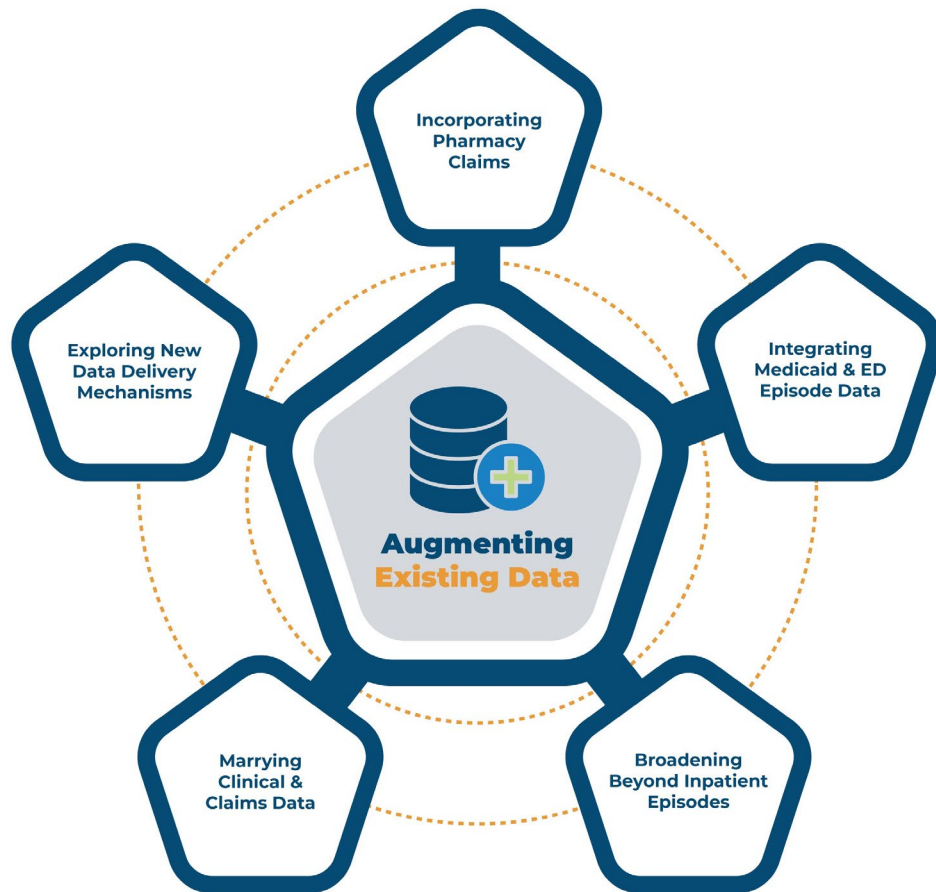 Incorporating
Pharmacy
Claims
Exploring New
Data Delivery
Mechanisms
Integrating
Medicaid & ED
Episode Data
Augmenting
Existing Data
Marrying
Clinical &
Claims Data
Broadening
Beyond Inpatient
Episodes